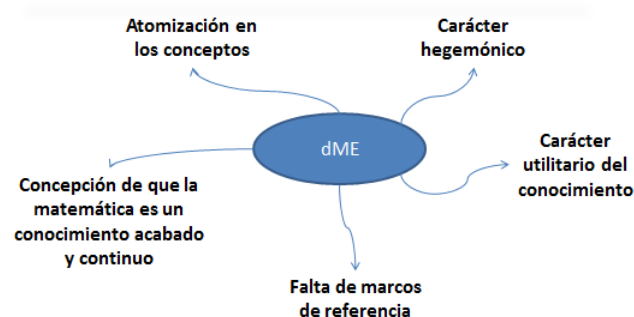 Atomización en
los conceptos
Carácter
hegemónico
dME
Carácter
utilitario del
conocimiento
Concepción de que la
matemática es un
conocimiento acabado
y continuo
Falta de marcos
de referencia